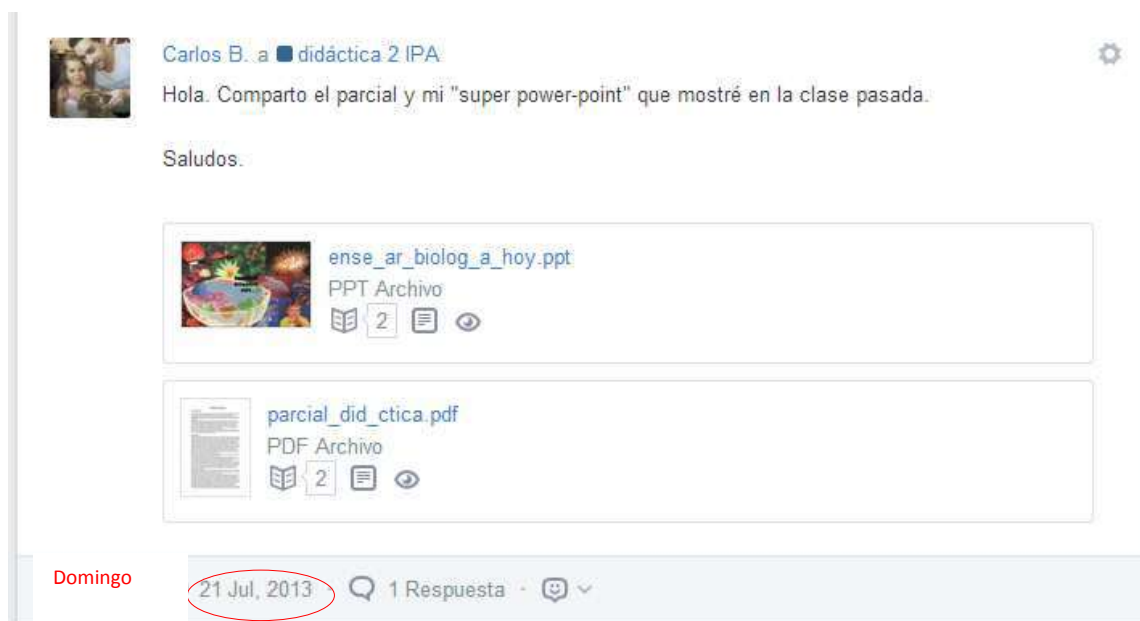 Carlos B. a didáctica 2 IPA
Hola. Comparto el parcial y mi "super power-point" que mostré en la clase pasada.
Saludos.
ense_ar_biolog_a_hoy.ppt
PPT Archivo
2
parcial_did_ctica.pdf
PDF Archivo
2
Domingo
21 Jul, 2013 · 1 Respuesta ·